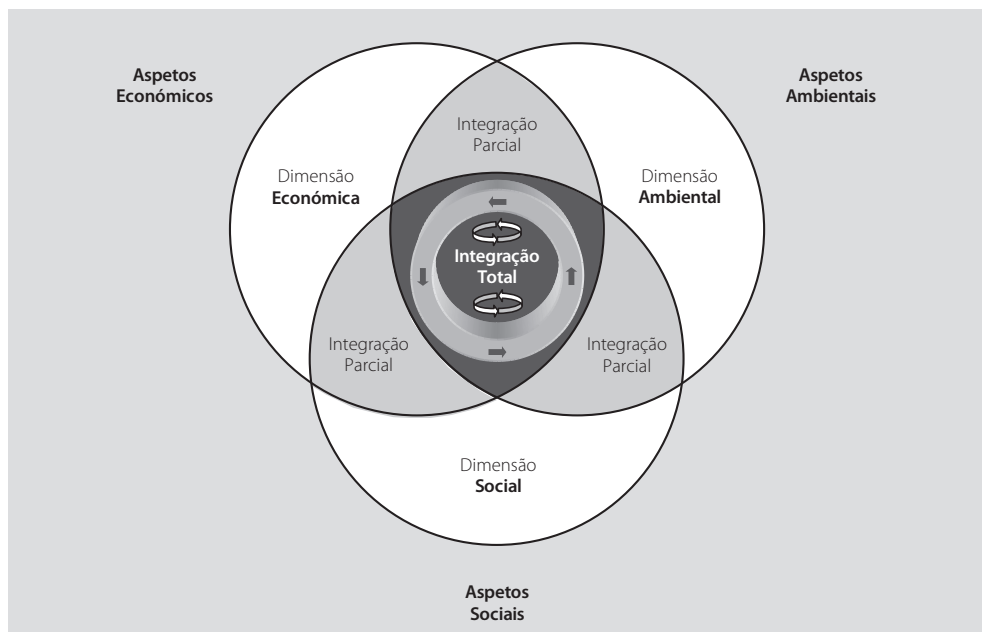 Aspetos
Económicos
Aspetos
Ambientais
Integração
Parcial
Dimensão
Económica
Dimensão
Ambiental
Integração
Total
Integração
Parcial
Integração
Parcial
Dimensão
Social
Aspetos
Sociais